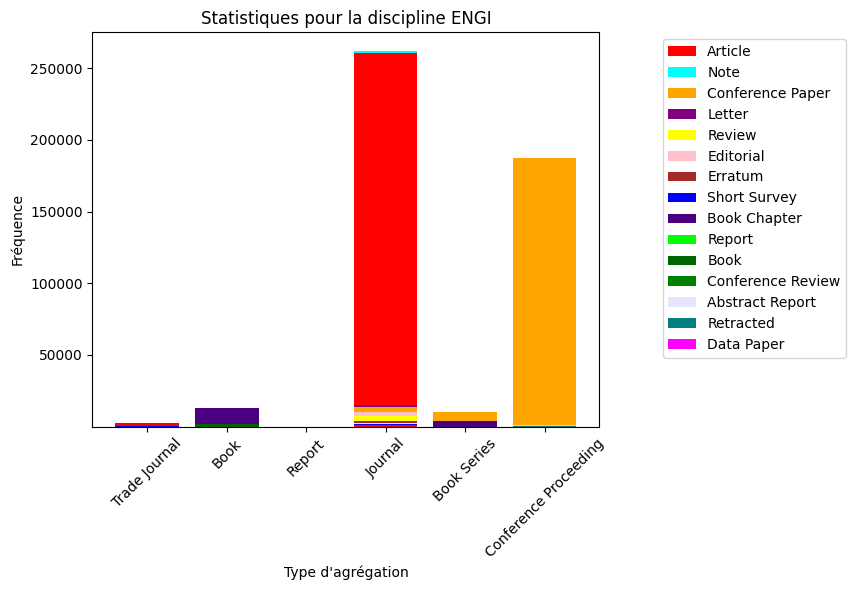 Statistiques pour la discipline ENGI
250000
200000
150000
100000
50000
Fréquence
Trade Journal
Book
Report
Journal
Book Series
Conference Proceeding
Type d'agrégation
Article
Note
Conference Paper
Letter
Review
Editorial
Erratum
Short Survey
Book Chapter
Report
Book
Conference Review
Abstract Report
Retracted
Data Paper